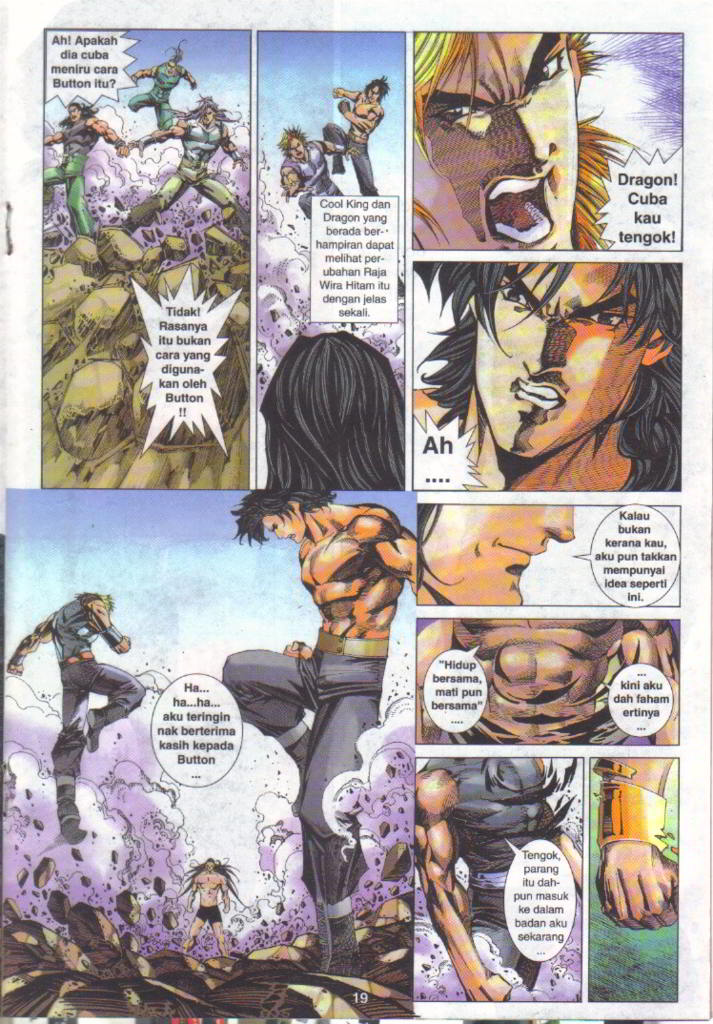 Ah! Apakah
dia cuba
meniru cara
Button itu?
Tidak!
Rasanya
itu bukan
cara yang
diguna-
kan oleh
Button
!!
Cool King dan
Dragon yang
berada ber-
hampiran dapat
melihat per-
ubahan Raja
Wira Hitam itu
dengan jelas
sekali.
Dragon!
Cuba
kau
tengok!
Ah
....
Ha...
ha...ha...
aku teringin
nak berterima
kasih kepada
Button
...
Kalau
bukan
kerana kau,
aku pun takkan
mempunyai
idea seperti
ini.
"Hidup
bersama,
mati pun
bersama"
....
...
kini aku
dah faham
ertinya
...
Tengok,
parang
itu dah-
pun masuk
ke dalam
badan aku
sekarang
...
19